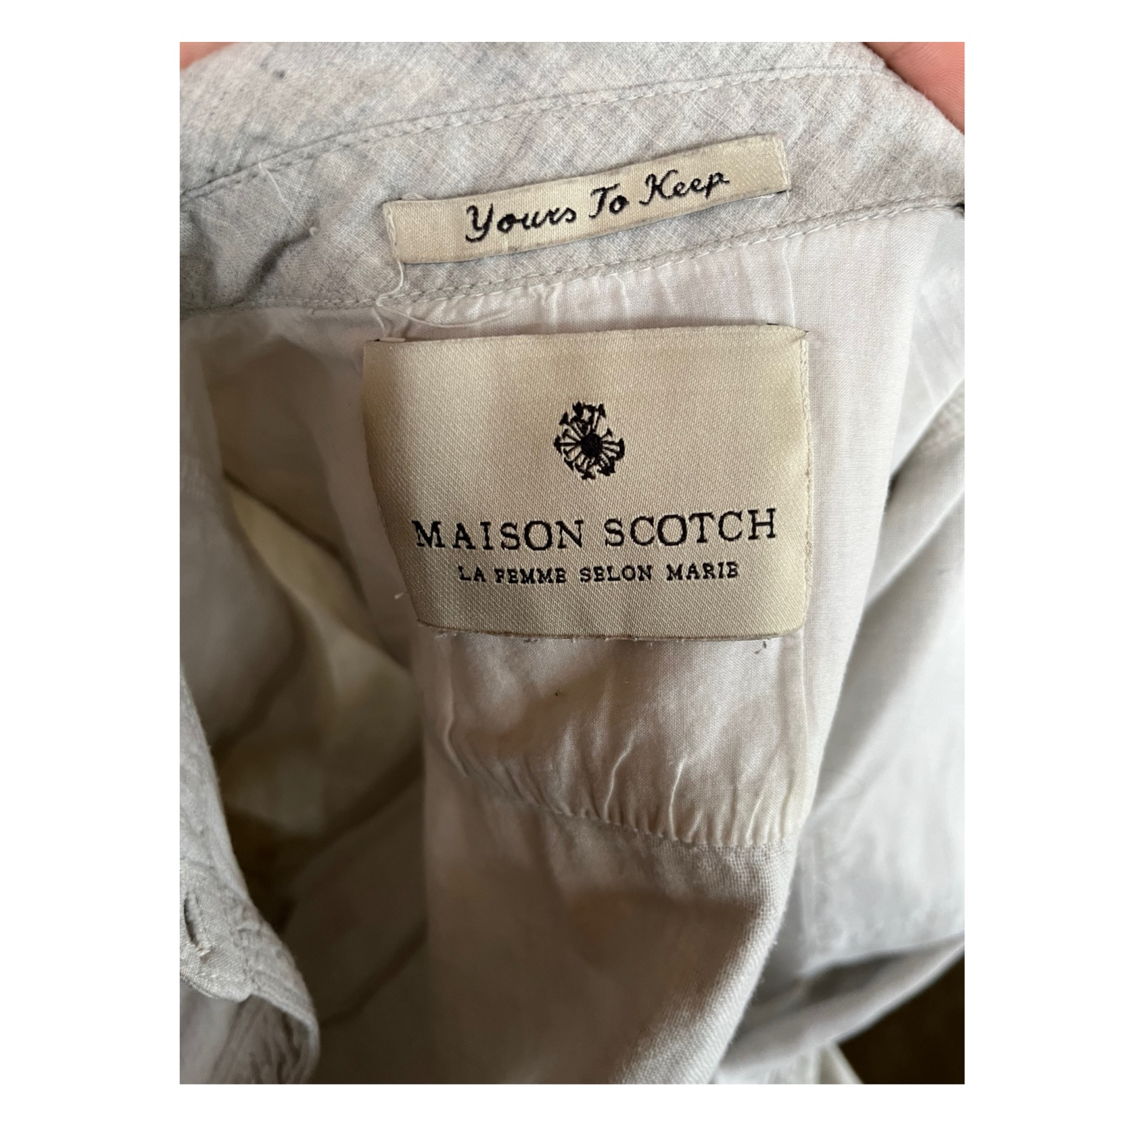 Yours To Keep
MAISON SCOTCH
LA FEMME SELON MARIE